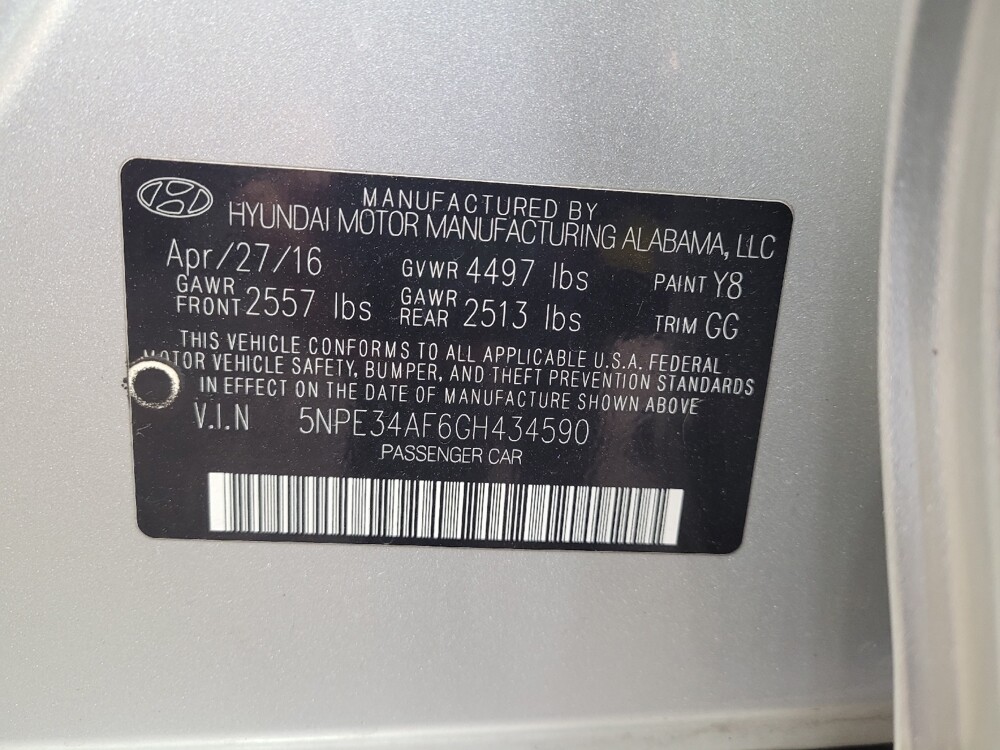 MANUFACTURED BY
HYUNDAI MOTOR MANUFACTURING ALABAMA, LLC
Apr/27/16 GVWR 4497 lbs PAINT Y8
GAWR FRONT 2557 lbs GAWR REAR 2513 lbs TRIM GG
THIS VEHICLE CONFORMS TO ALL APPLICABLE U.S.A. FEDERAL
MOTOR VEHICLE SAFETY, BUMPER, AND THEFT PREVENTION STANDARDS
IN EFFECT ON THE DATE OF MANUFACTURE SHOWN ABOVE
V.I.N 5NPE34AF6GH434590
PASSENGER CAR